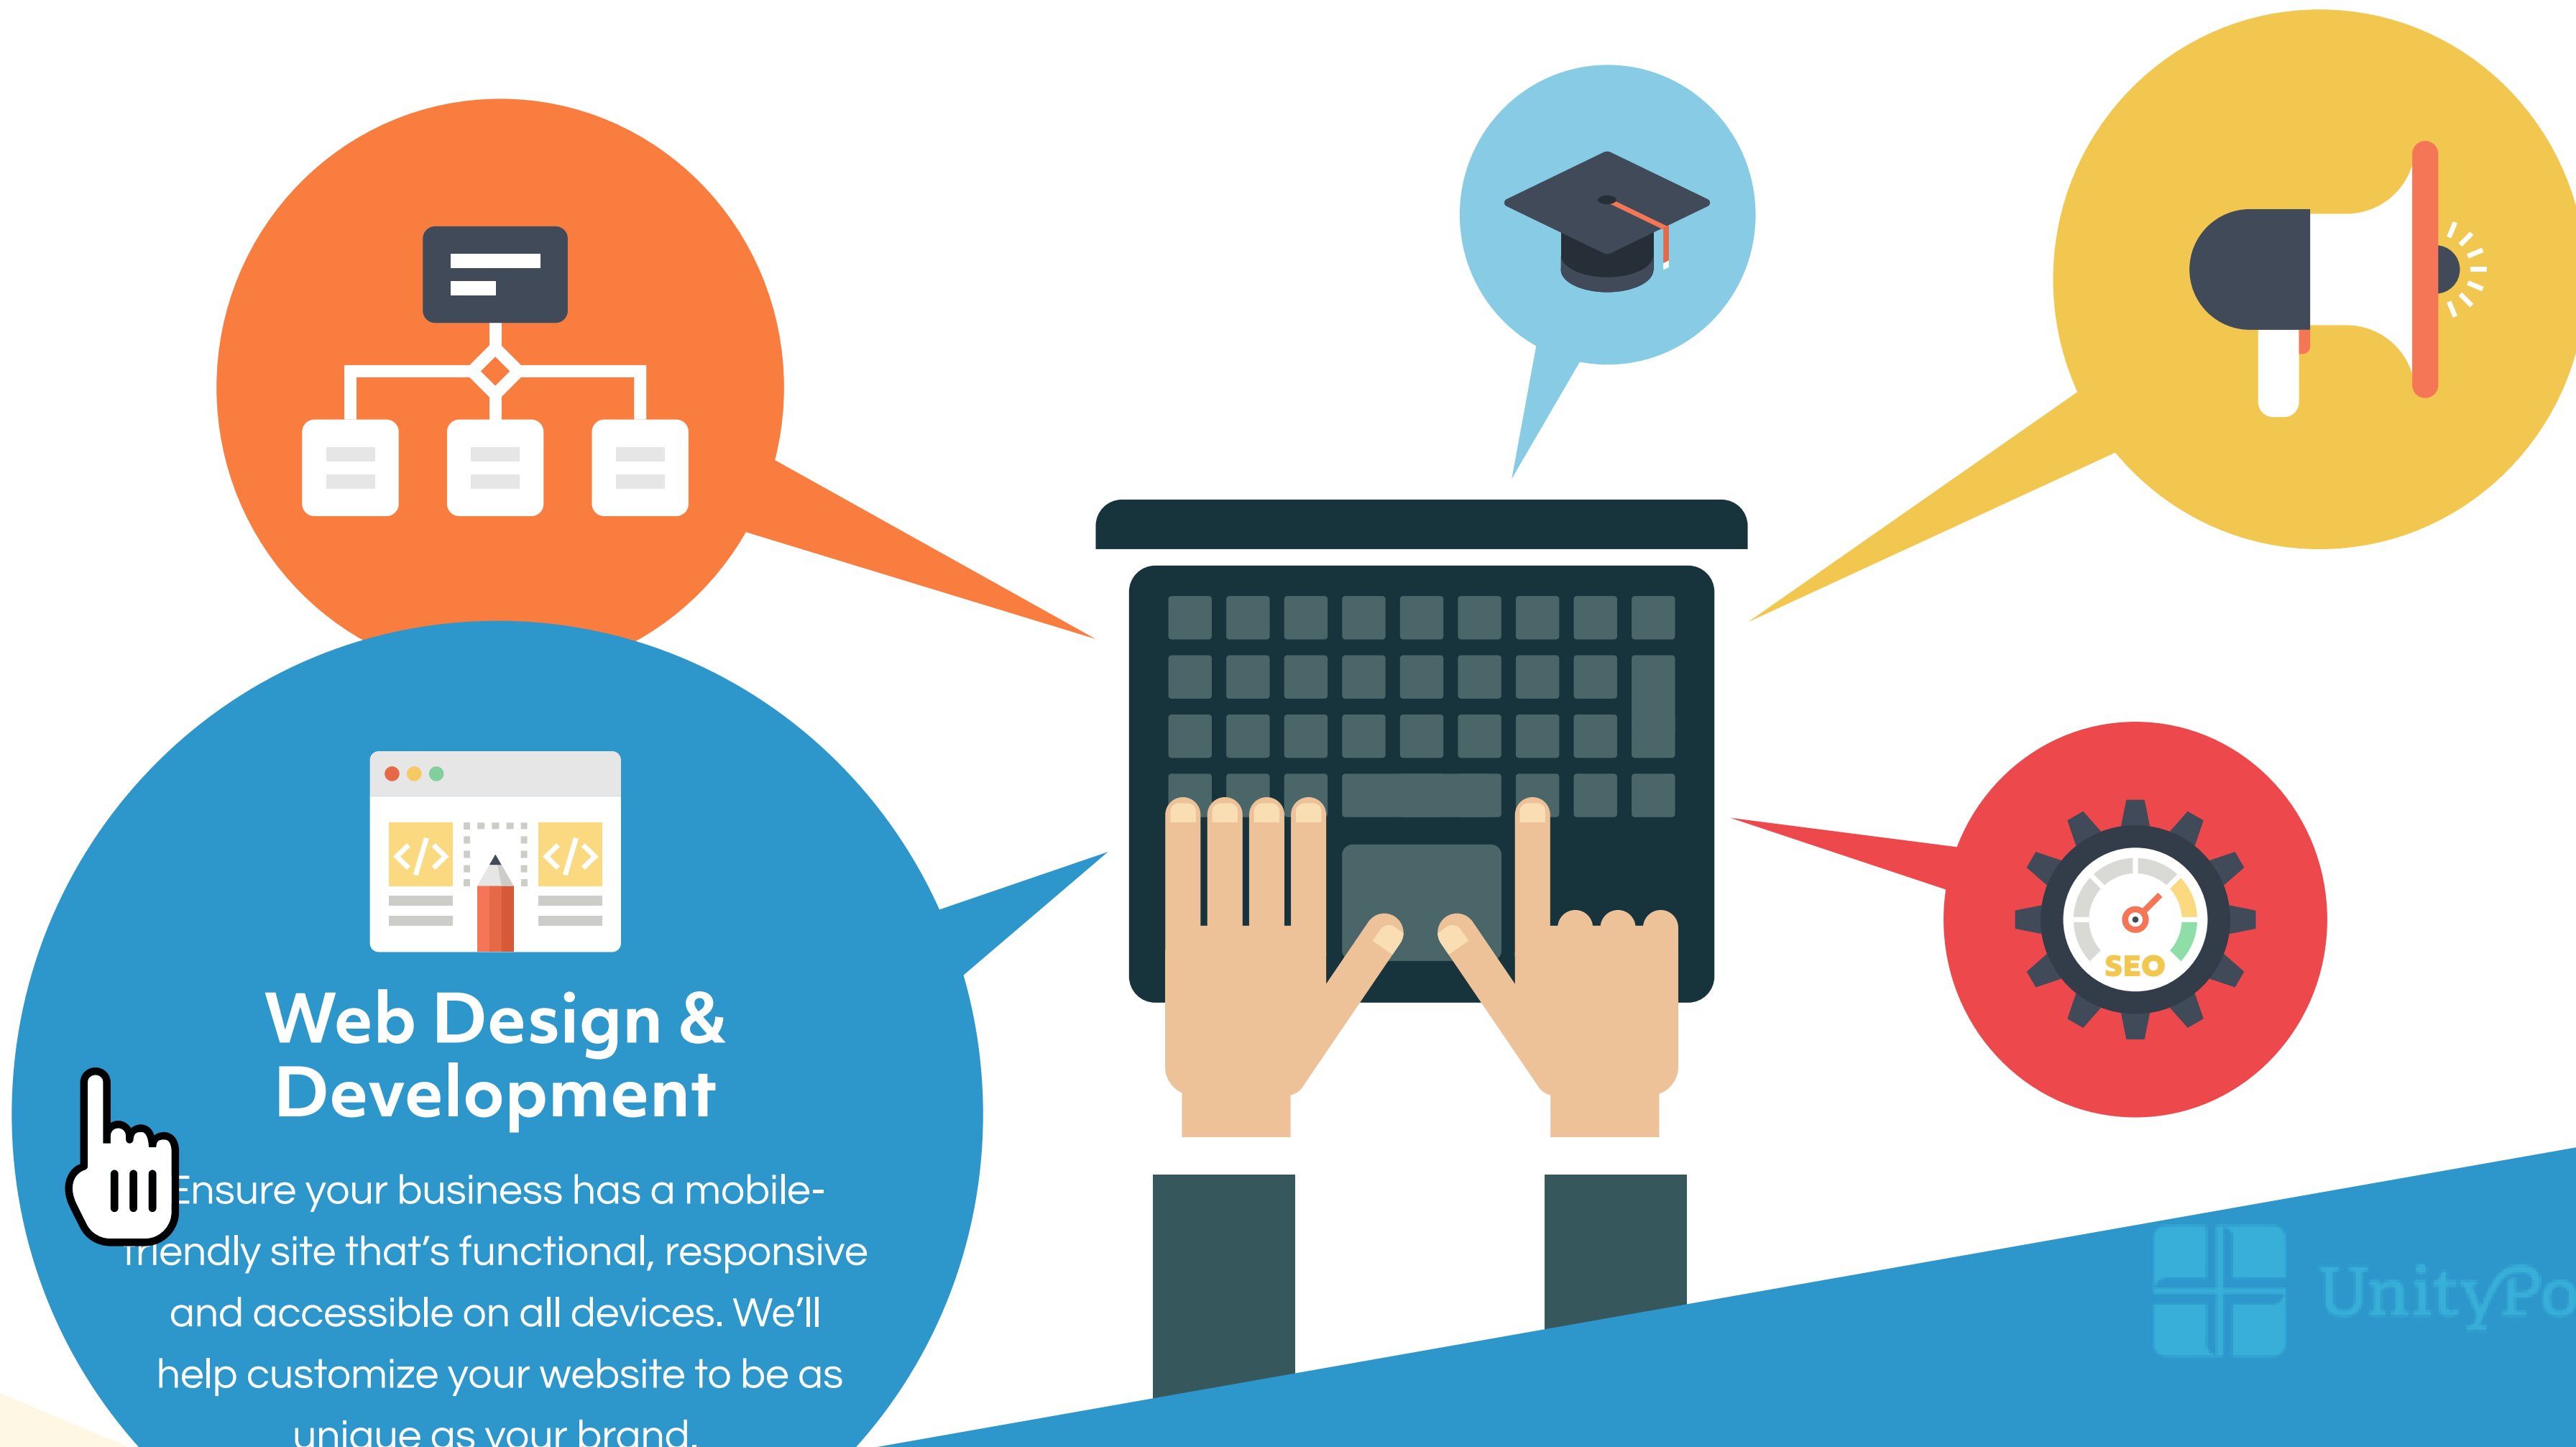 </>
</>
SEO
Web Design &
Development
Ensure your business has a mobile-
friendly site that's functional, responsive
and accessible on all devices. We'll
help customize your website to be as
unique as your brand.
UnityPo